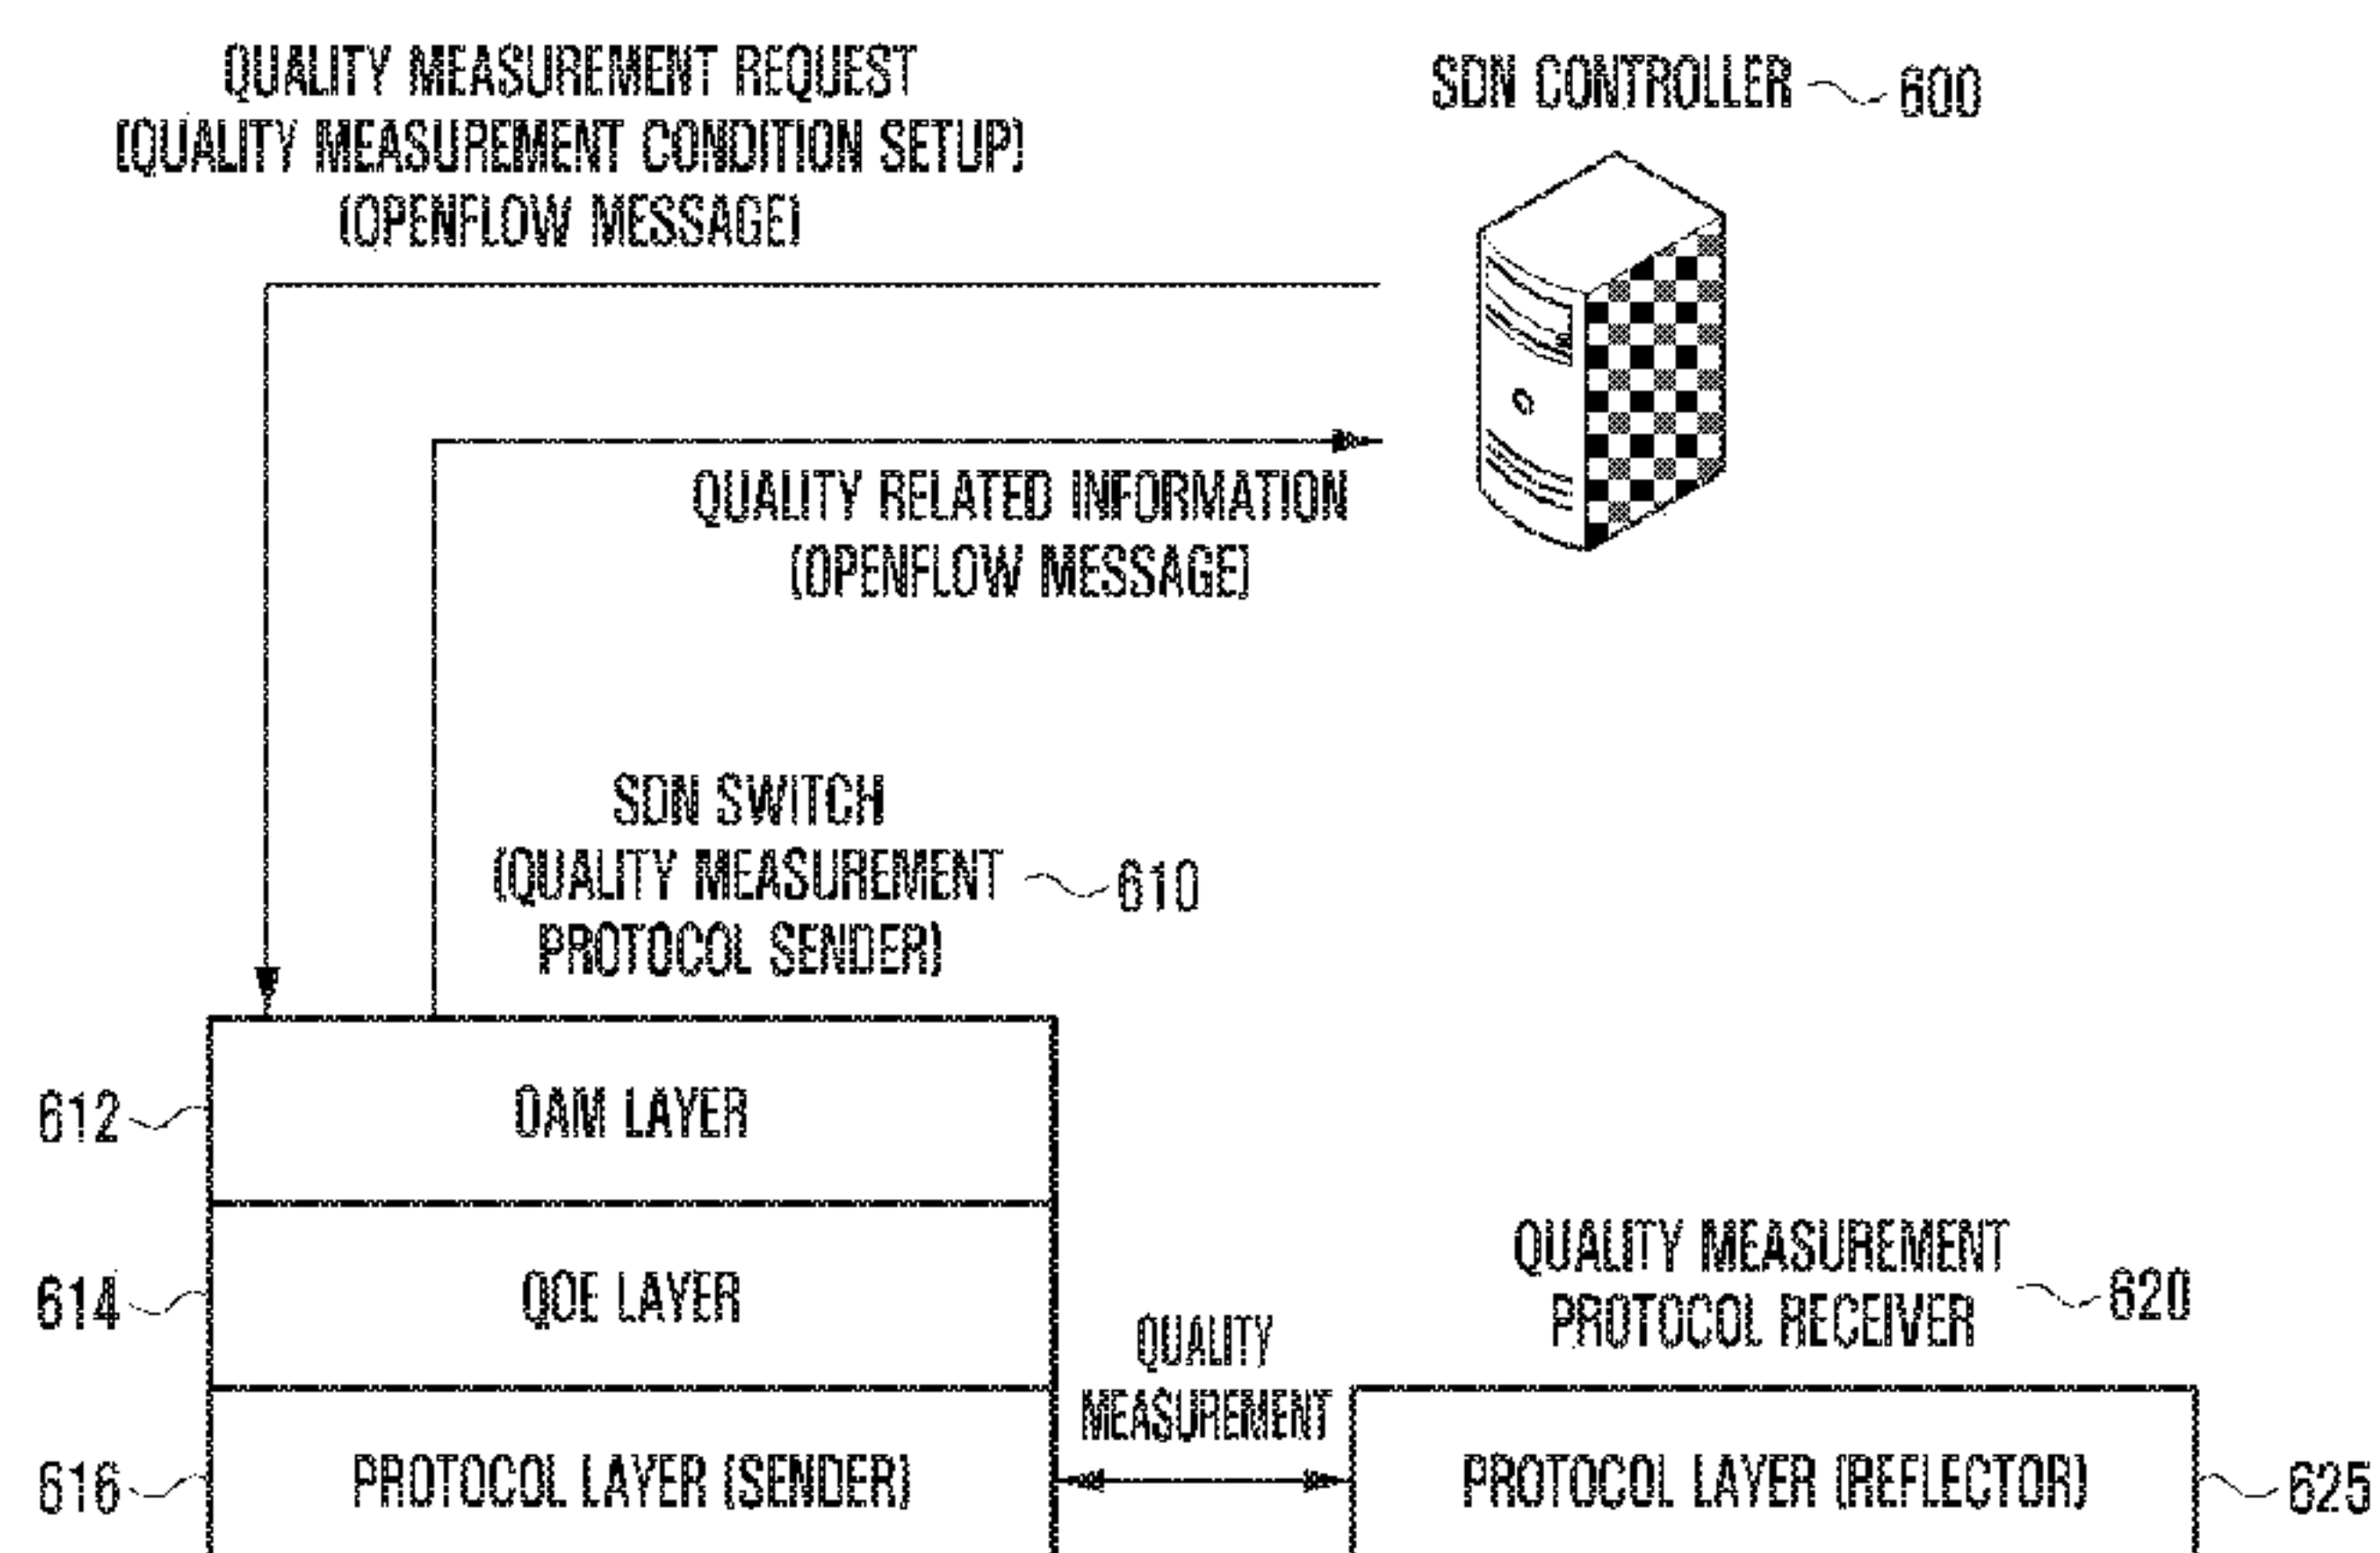 QUALITY MEASUREMENT REQUEST
(QUALITY MEASUREMENT CONDITION SETUP)
(OPENFLOW MESSAGE)
SDN CONTROLLER 600
QUALITY RELATED INFORMATION
(OPENFLOW MESSAGE)
SDN SWITCH
(QUALITY MEASUREMENT
PROTOCOL SENDER)
610
612 OAM LAYER
614 QOE LAYER
616 PROTOCOL LAYER (SENDER)
QUALITY
MEASUREMENT
QUALITY MEASUREMENT
PROTOCOL RECEIVER
620
PROTOCOL LAYER (REFLECTOR) 625